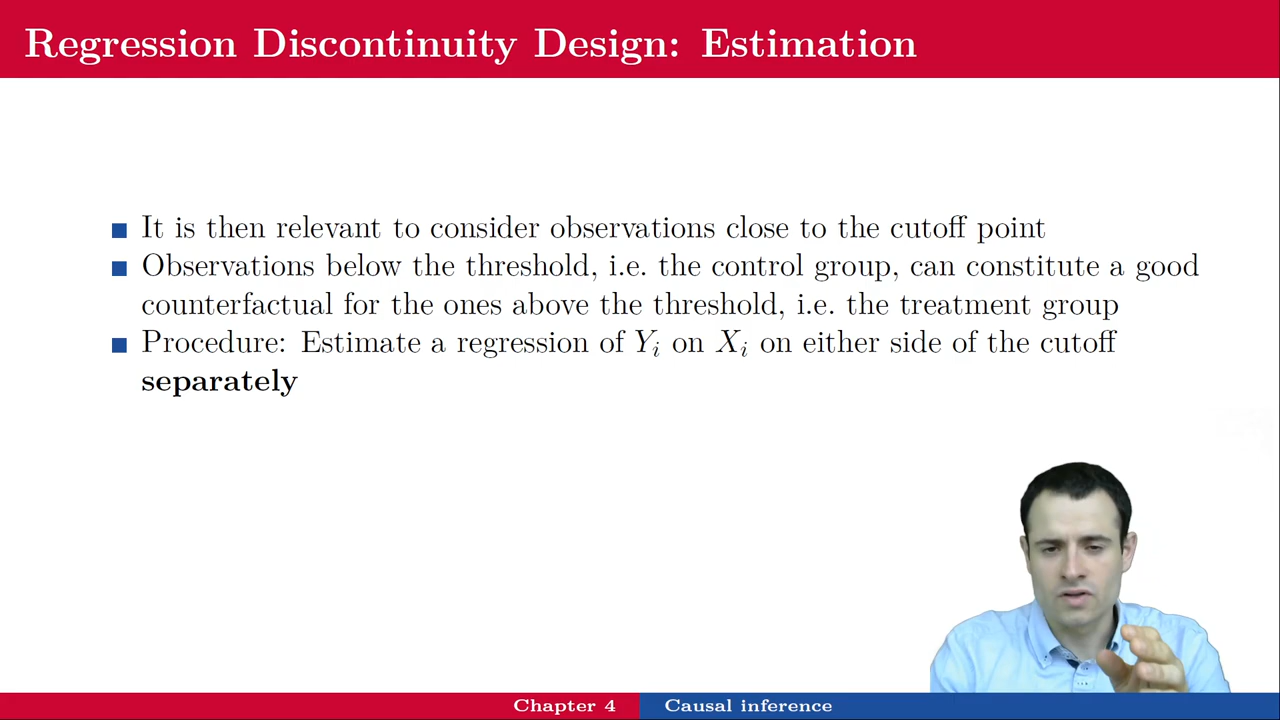 Regression Discontinuity Design: Estimation
It is then relevant to consider observations close to the cutoff point
Observations below the threshold, i.e. the control group, can constitute a good
counterfactual for the ones above the threshold, i.e. the treatment group
Procedure: Estimate a regression of Yᵢ on Xᵢ on either side of the cutoff
separately
Chapter 4 Causal inference